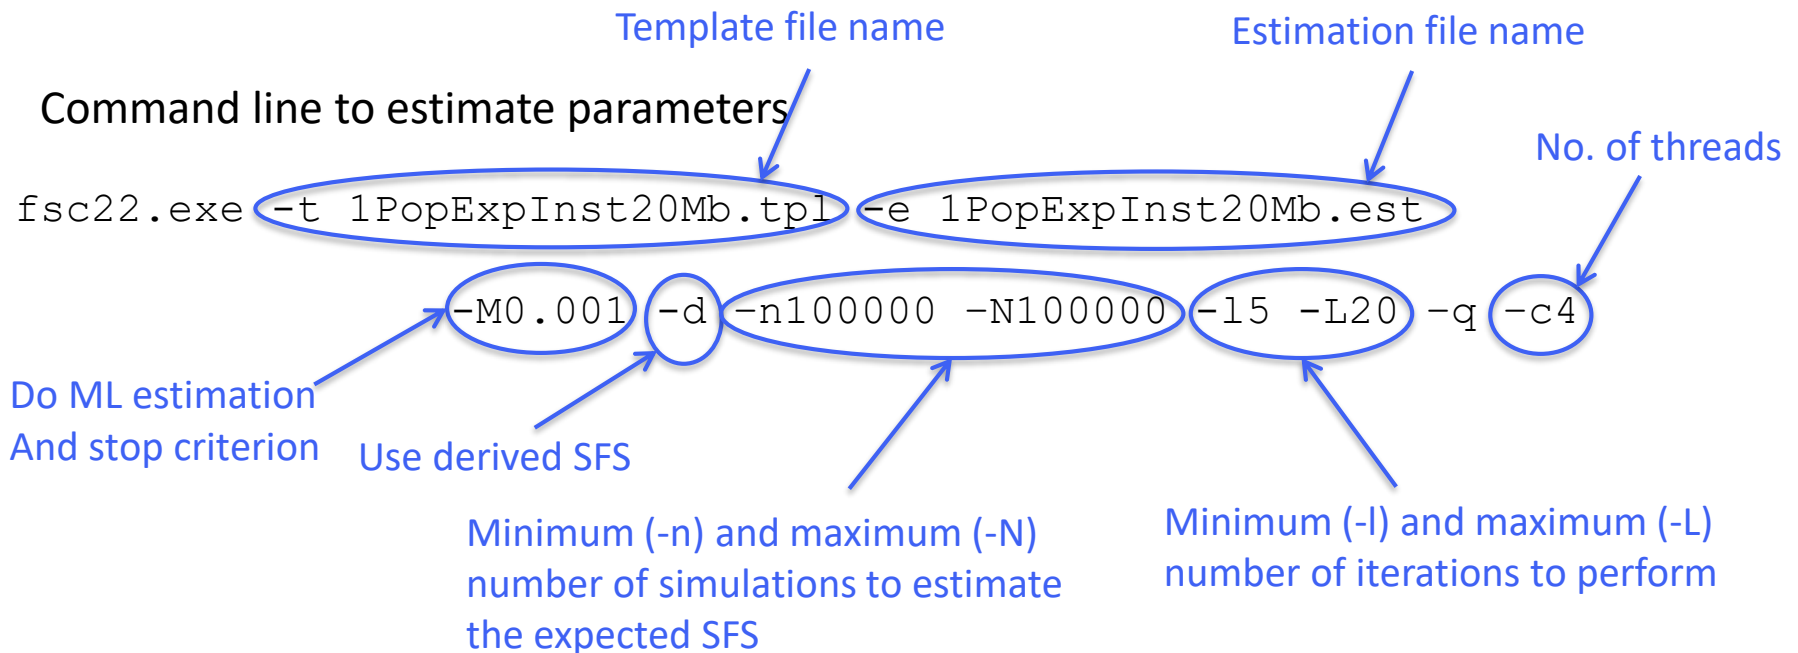 Template file name
Estimation file name
Command line to estimate parameters
No. of threads
fsc22.exe -t 1PopExpInst20Mb.tpl -e 1PopExpInst20Mb.est
-M0.001 -d –n100000 –N100000 -l5 -L20 –q –c4
Do ML estimation
And stop criterion
Use derived SFS
Minimum (-n) and maximum (-N)
number of simulations to estimate
the expected SFS
Minimum (-l) and maximum (-L)
number of iterations to perform